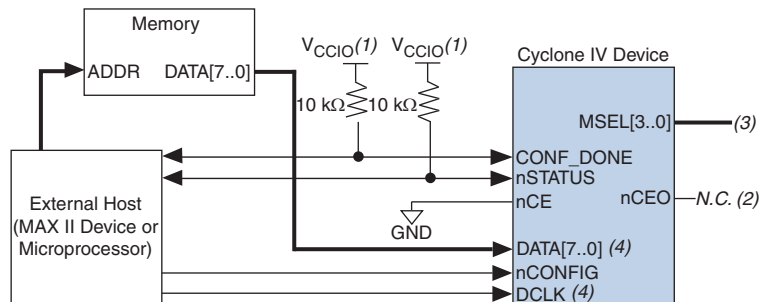 Memory
ADDR DATA[7..0]
VCCIO(1) VCCIO(1)
10 kΩ 10 kΩ
Cyclone IV Device
MSEL[3..0] (3)
CONF_DONE
nSTATUS
nCE nCEO N.C. (2)
GND
External Host
(MAX II Device or
Microprocessor)
DATA[7..0] (4)
nCONFIG
DCLK (4)